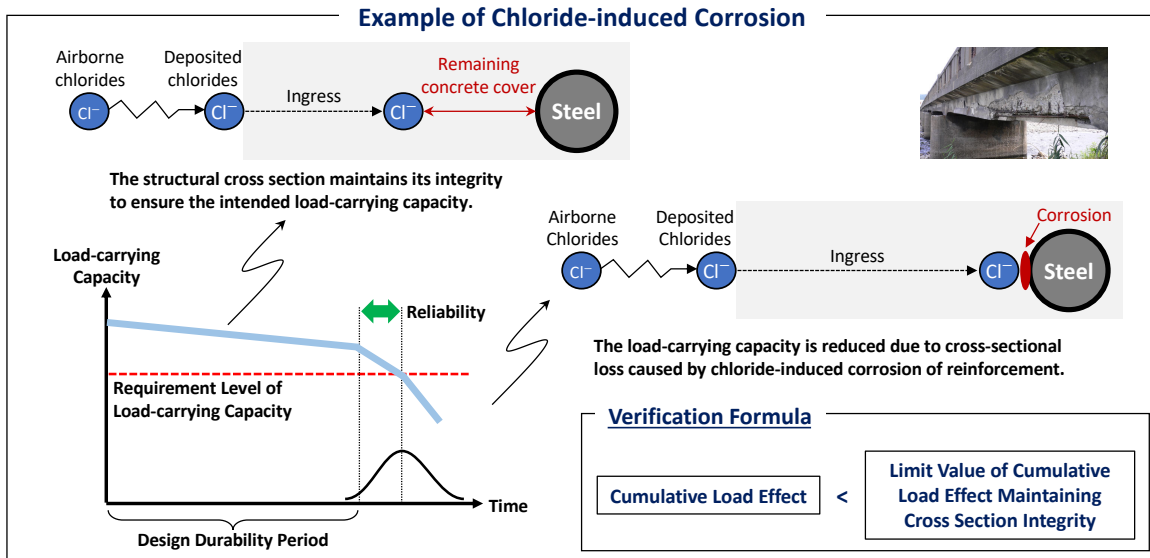 Example of Chloride-induced Corrosion
Airborne
chlorides
Deposited
chlorides
Cl⁻
Cl⁻
Ingress
Cl⁻
Remaining
concrete cover
Steel
The structural cross section maintains its integrity
to ensure the intended load-carrying capacity.
Airborne
Chlorides
Deposited
Chlorides
Cl⁻
Cl⁻
Ingress
Cl⁻
Corrosion
Steel
The load-carrying capacity is reduced due to cross-sectional
loss caused by chloride-induced corrosion of reinforcement.
Load-carrying
Capacity
Reliability
Requirement Level of
Load-carrying Capacity
Time
Design Durability Period
Verification Formula
Cumulative Load Effect
<
Limit Value of Cumulative
Load Effect Maintaining
Cross Section Integrity